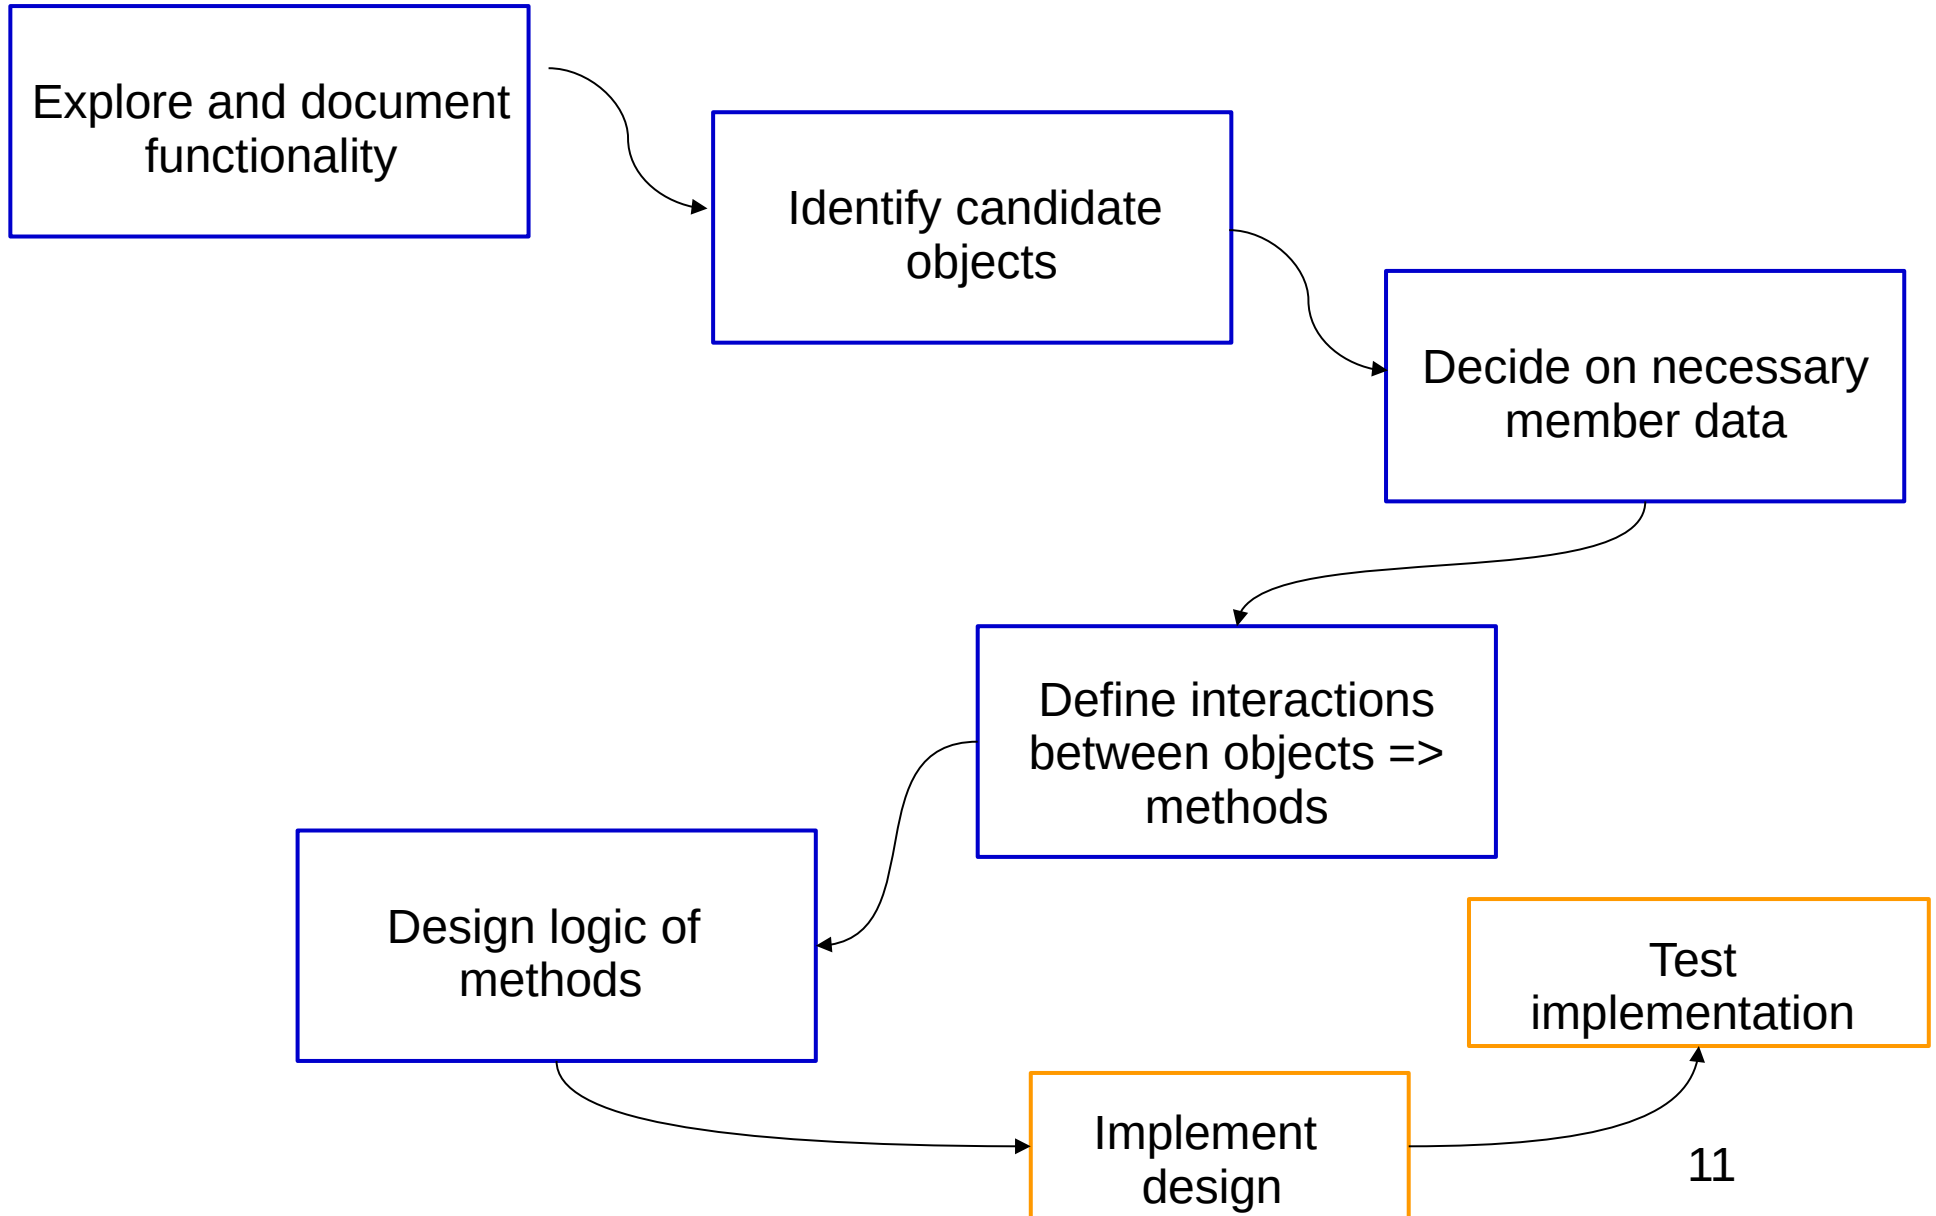 Explore and document
functionality
Identify candidate
objects
Decide on necessary
member data
Define interactions
between objects =>
methods
Design logic of
methods
Implement
design
Test
implementation
11